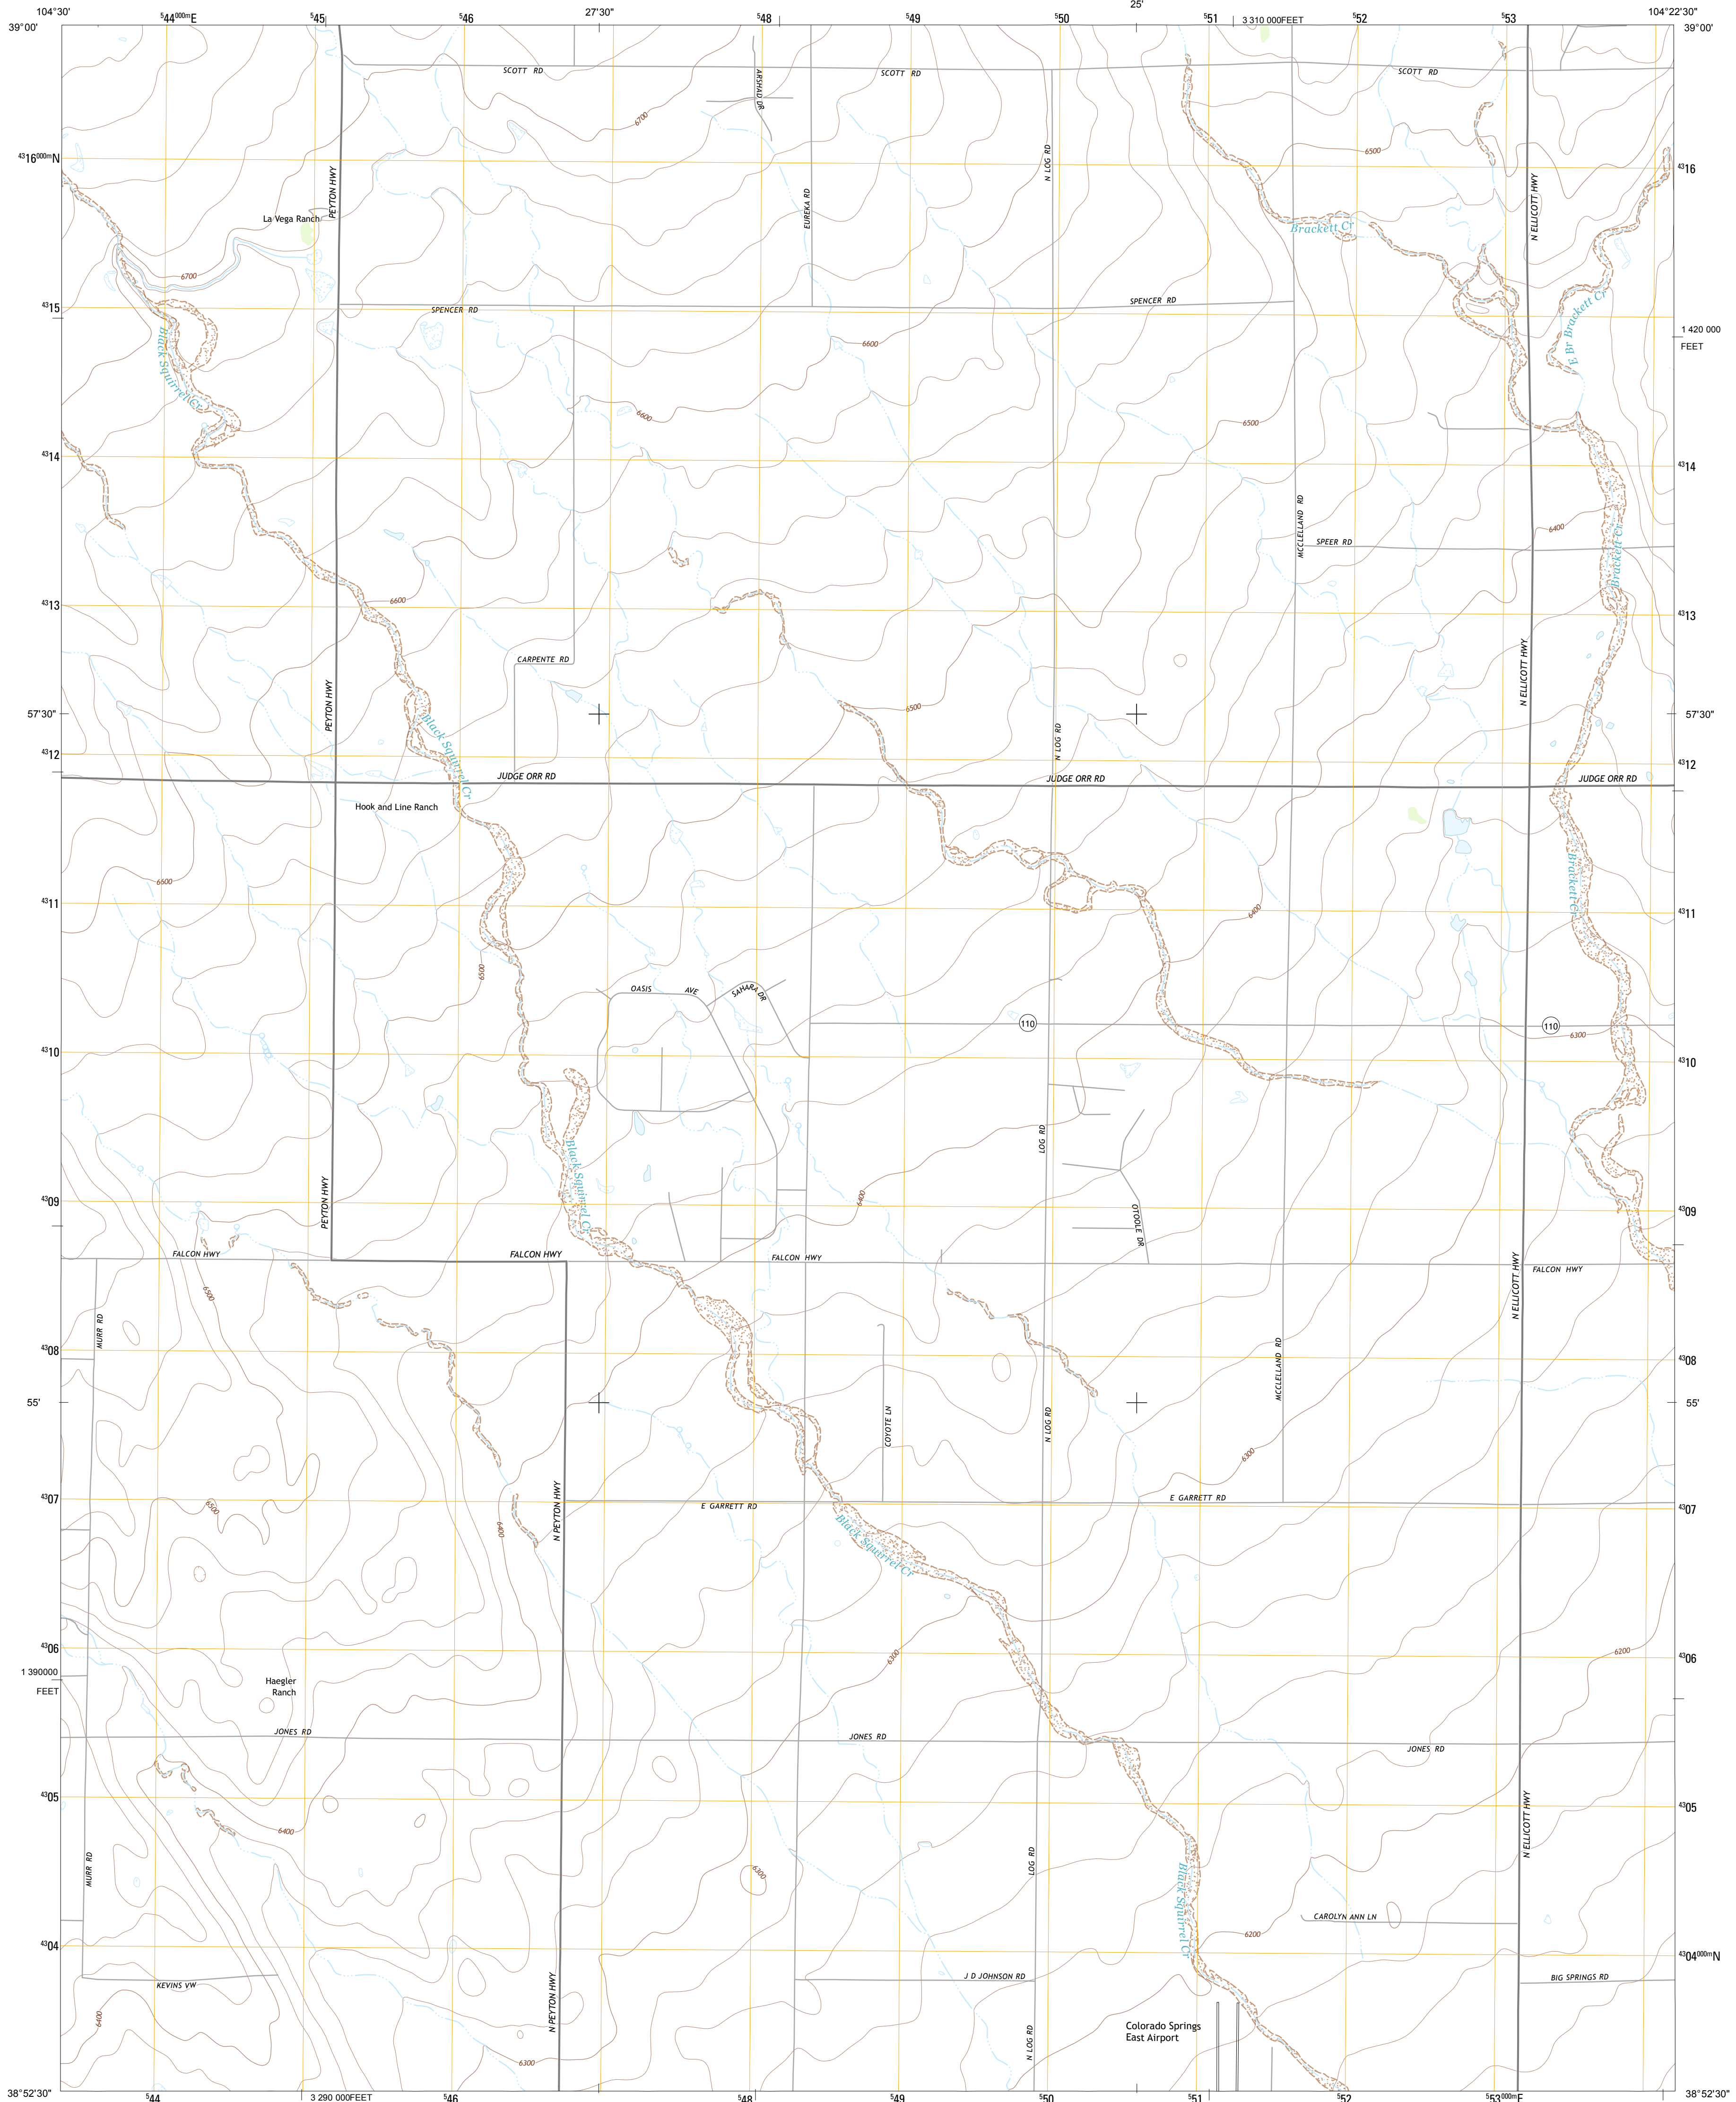 104°30'
544000mE
545
546
27'30"
548
549
550
25'
551
3 310 000FEET
552
553
104°22'30"
39°00'
39°00'
SCOTT RD
ARSHAD DR
SCOTT RD
SCOTT RD
6700
6500
4316000mN
4316
N LOG RD
PEYTON HWY
EUREKA RD
N ELLICOTT HWY
La Vega Ranch
Brackett Cr
6700
4315
SPENCER RD
SPENCER RD
E Br Brackett Cr
1 420 000
FEET
Black Squirrel Cr
6600
6600
6500
4314
4314
MCCLELLAND RD
6400
SPEER RD
Brackett Cr
4313
6600
4313
CARPENTE RD
PEYTON HWY
N ELLICOTT HWY
57'30"
6500
57'30"
Black Squirrel Cr
N LOG RD
4312
4312
JUDGE ORR RD
JUDGE ORR RD
JUDGE ORR RD
Hook and Line Ranch
6600
Brackett Cr
4311
6400
4311
6500
OASIS AVE
SAHARA DR
110
110
6300
4310
4310
LOG RD
Black Squirrel Cr
PEYTON HWY
4309
6400
4309
OTOOLE DR
FALCON HWY
FALCON HWY
FALCON HWY
FALCON HWY
N ELLICOTT HWY
6500
MURR RD
4308
4308
MCCLELLAND RD
55'
55'
COYOTE LN
N LOG RD
6300
4307
6500
6400
N PEYTON HWY
E GARRETT RD
E GARRETT RD
4307
Black Squirrel Cr
4306
6300
6200
4306
1 390000
FEET
Haegler
Ranch
JONES RD
JONES RD
JONES RD
4305
4305
6400
N ELLICOTT HWY
MURR RD
6300
LOG RD
Black Squirrel Cr
CAROLYN ANN LN
6200
4304
4304000mN
KEVINS VW
J D JOHNSON RD
BIG SPRINGS RD
N PEYTON HWY
6400
Colorado Springs
East Airport
N LOG RD
6300
38°52'30"
38°52'30"
544
3 290 000FEET
546
548
549
550
551
552
553000mE